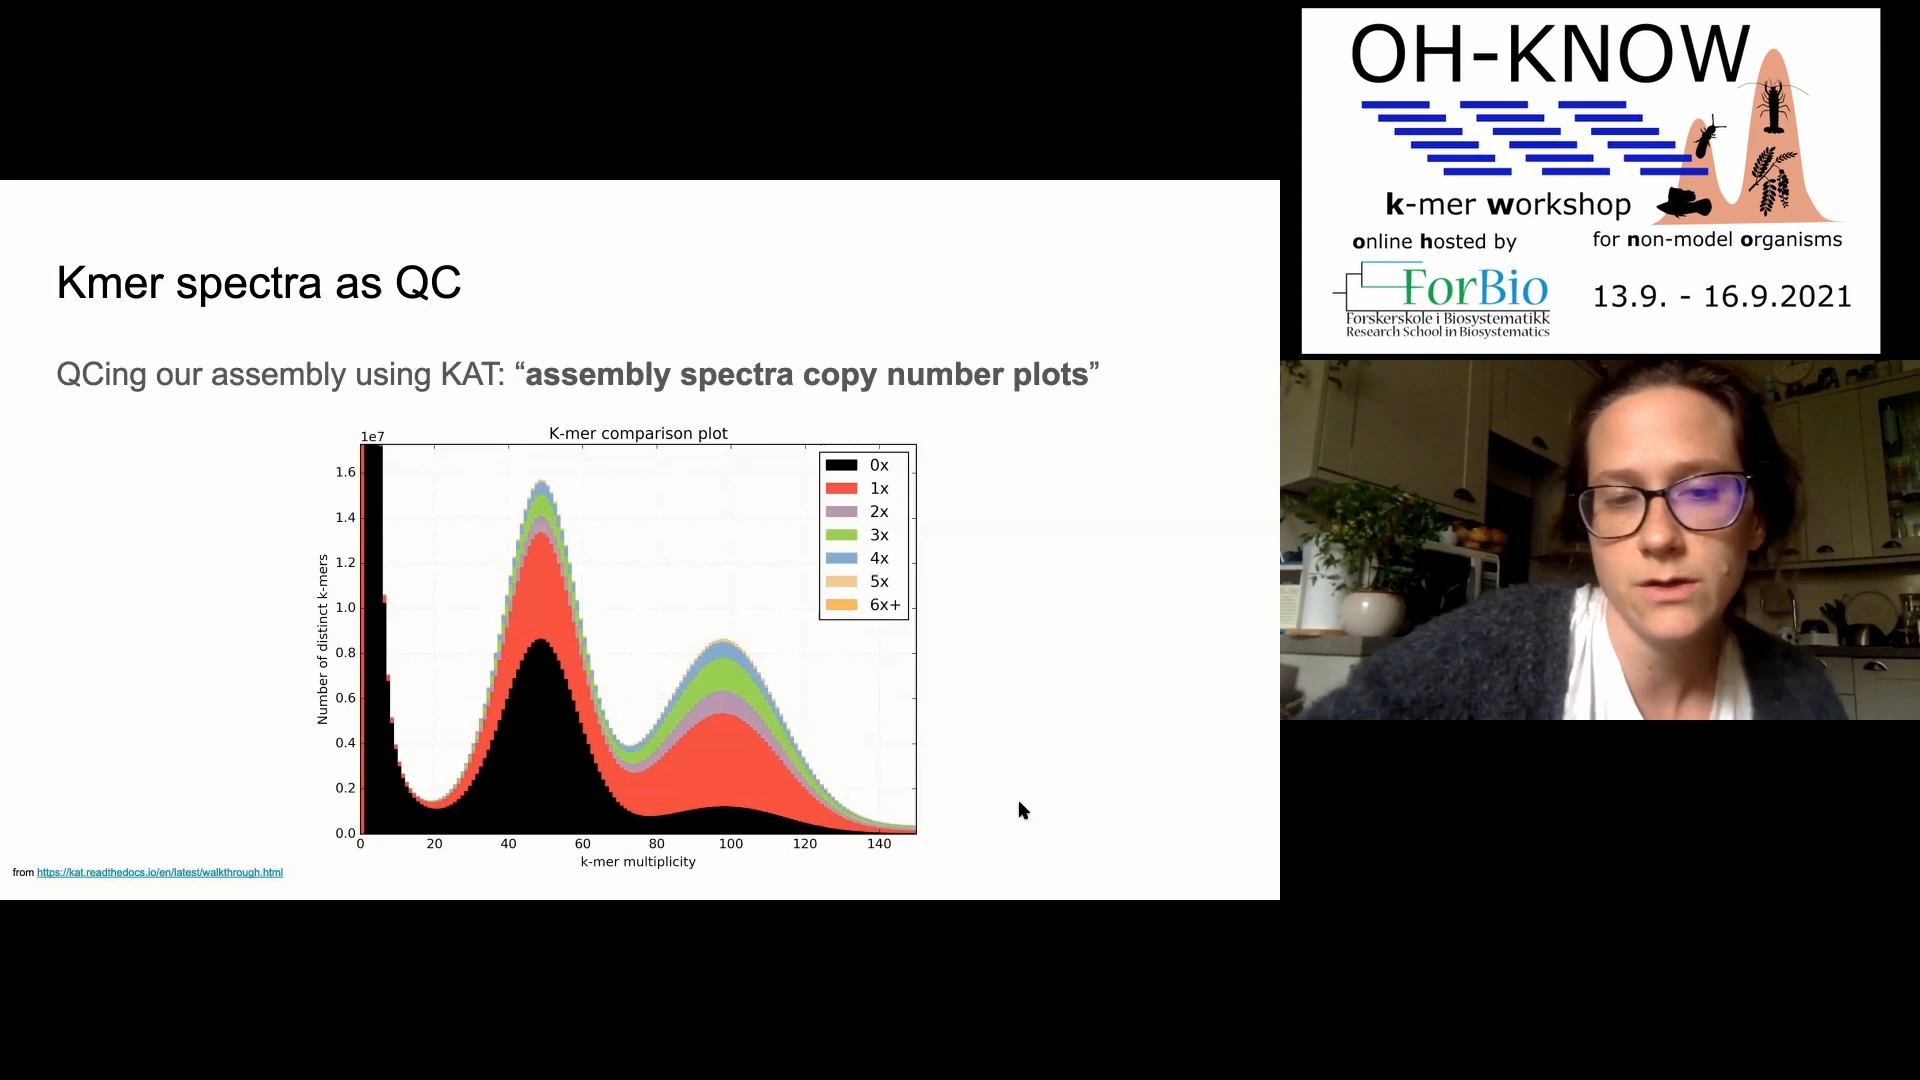 Kmer spectra as QC
QCing our assembly using KAT: “assembly spectra copy number plots”
K-mer comparison plot
1e7
1.6
1.4
1.2
1.0
0.8
0.6
0.4
0.2
0.0
Number of distinct k-mers
0x
1x
2x
3x
4x
5x
6x+
0 20 40 60 80 100 120 140
k-mer multiplicity
from https://kat.readthedocs.io/en/latest/walkthrough.html
OH-KNOW
k-mer workshop
online hosted by
for non-model organisms
ForBio
Forskerskole i Biosystematikk
Research School in Biosystematics
13.9. - 16.9.2021